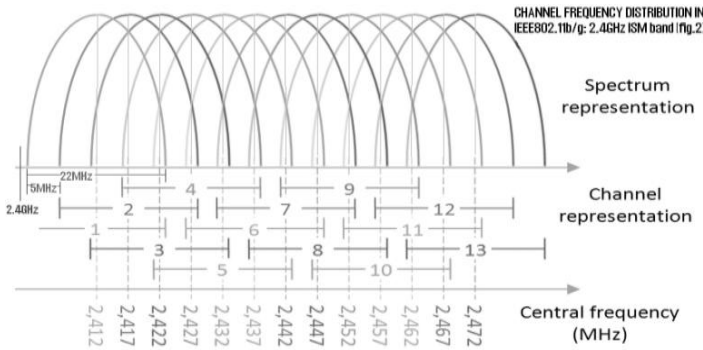 CHANNEL FREQUENCY DISTRIBUTION IN
IEEE802.11b/g: 2.4GHz ISM band (fig.2)
Spectrum
representation
22MHz
5MHz
2.4GHz
4
9
Channel
representation
2
7
12
1
6
11
3
8
13
5
10
2,412
2,417
2,422
2,427
2,432
2,437
2,442
2,447
2,452
2,457
2,462
2,467
2,472
Central frequency
(MHz)